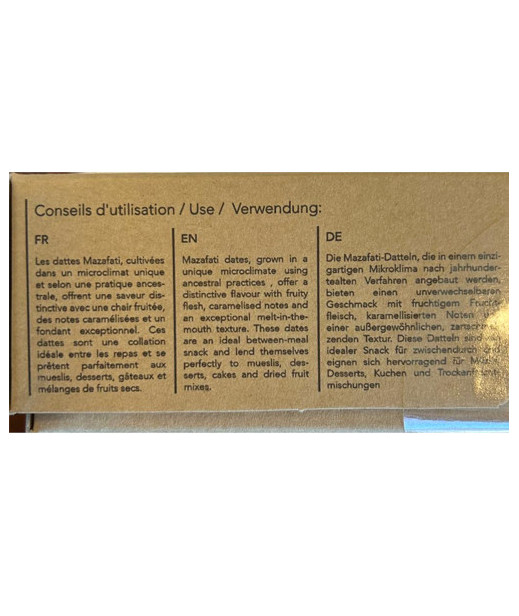 Conseils d'utilisation / Use / Verwendung:
FR
Les dattes Mazafati, cultivées
dans un microclimat unique
et selon une pratique ances-
trale, offrent une saveur dis-
tinctive avec une chair fruitée,
des notes caramélisées et un
fondant exceptionnel. Ces
dattes sont une collation
idéale entre les repas et se
prêtent parfaitement aux
mueslis, desserts, gâteaux et
mélanges de fruits secs.
EN
Mazafati dates, grown in a
unique microclimate using
ancestral practices , offer a
distinctive flavour with fruity
flesh, caramelised notes and
an exceptional melt-in-the-
mouth texture. These dates
are an ideal between-meal
snack and lend themselves
perfectly to mueslis, des-
serts, cakes and dried fruit
mixes.
DE
Die Mazafati-Datteln, die in einem einzi-
gartigen Mikroklima nach jahrhunder-
tealten Verfahren angebaut werden,
bieten einen unverwechselbaren
Geschmack mit fruchtigem Frucht-
fleisch, karamellisierten Noten und
einer außergewöhnlichen, zartschmel-
zenden Textur. Diese Datteln sind ein
idealer Snack für zwischendurch und
eignen sich hervorragend für Müsli,
Desserts, Kuchen und Trockenfrucht-
mischungen